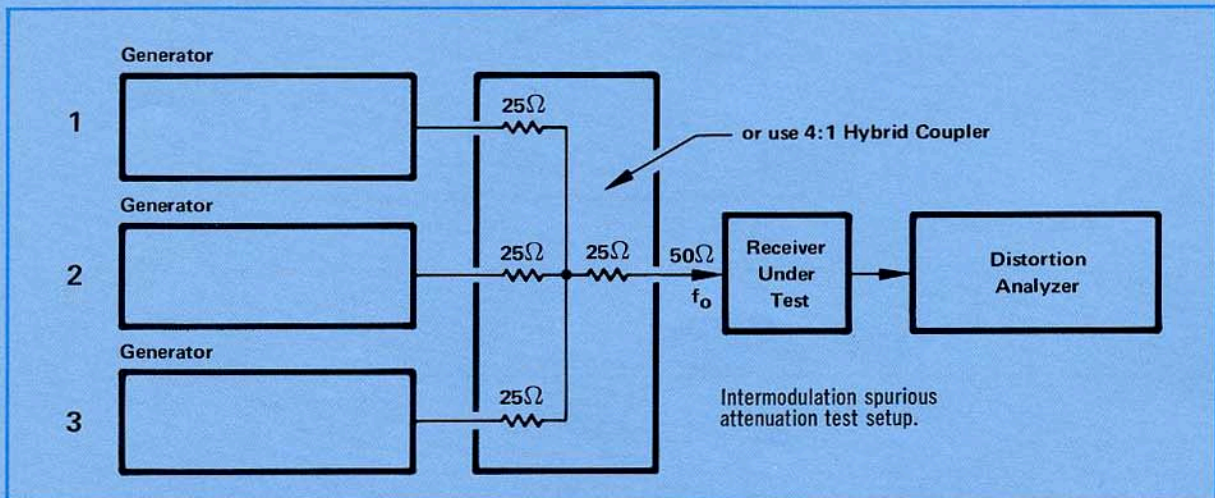 Generator
1
25Ω
or use 4:1 Hybrid Coupler
Generator
2
25Ω
25Ω
50Ω
fo
Receiver
Under
Test
Distortion
Analyzer
Generator
3
25Ω
Intermodulation spurious
attenuation test setup.